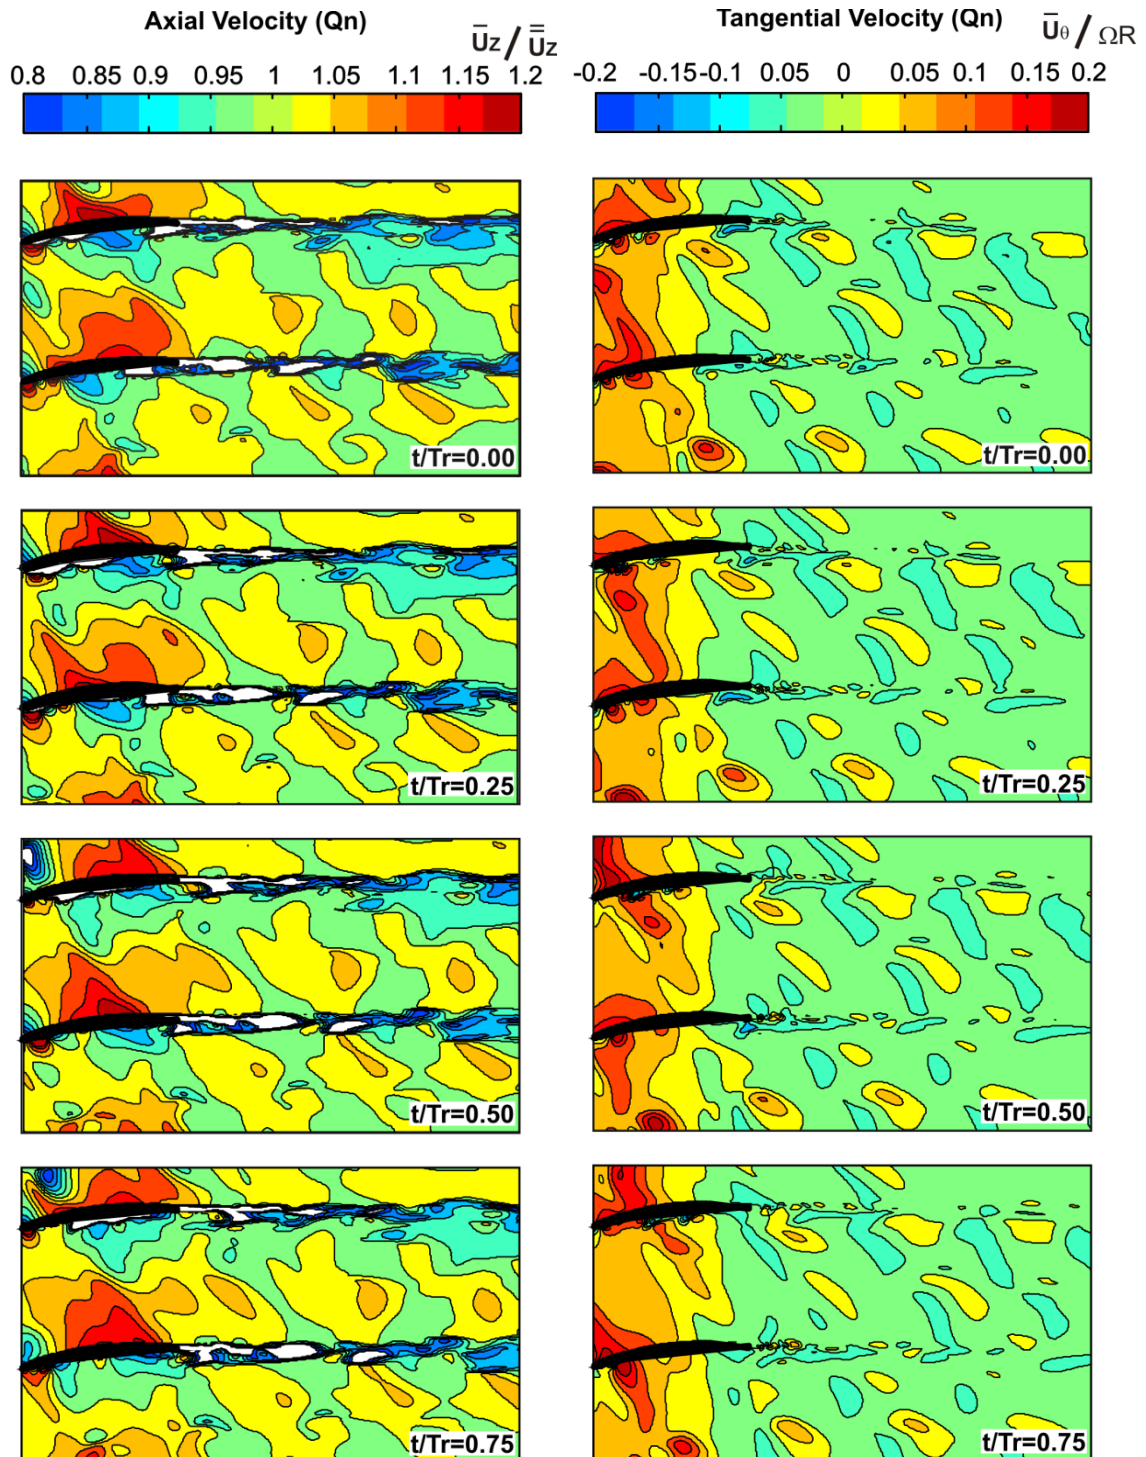 Axial Velocity (Qn)
U̅z / U̿z
0.8 0.85 0.9 0.95 1 1.05 1.1 1.15 1.2
Tangential Velocity (Qn)
U̅θ / ΩR
-0.2 -0.15 -0.1 0.05 0 0.05 0.1 0.15 0.2
t/Tr=0.00
t/Tr=0.00
t/Tr=0.25
t/Tr=0.25
t/Tr=0.50
t/Tr=0.50
t/Tr=0.75
t/Tr=0.75